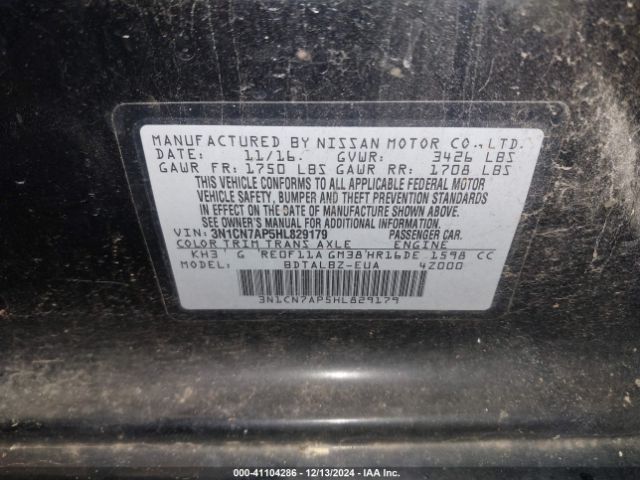 MANUFACTURED BY NISSAN MOTOR CO.,LTD.
DATE: 11/16. GVWR: 3426 LBS
GAWR FR: 1750 LBS GAWR RR: 1708 LBS
THIS VEHICLE CONFORMS TO ALL APPLICABLE FEDERAL MOTOR
VEHICLE SAFETY, BUMPER AND THEFT PREVENTION STANDARDS
IN EFFECT ON THE DATE OF MANUFACTURE SHOWN ABOVE.
SEE OWNER'S MANUAL FOR ADDITIONAL INFORMATION.
VIN: 3N1CN7AP5HL829179 PASSENGER CAR.
COLOR TRIM TRANS AXLE ENGINE
KH3 G RE0F11A GM38 HR16DE 1598 CC
MODEL: BDTALBZ-EUA 42000
3N1CN7AP5HL829179
000-41104286 - 12/13/2024 - IAA Inc.